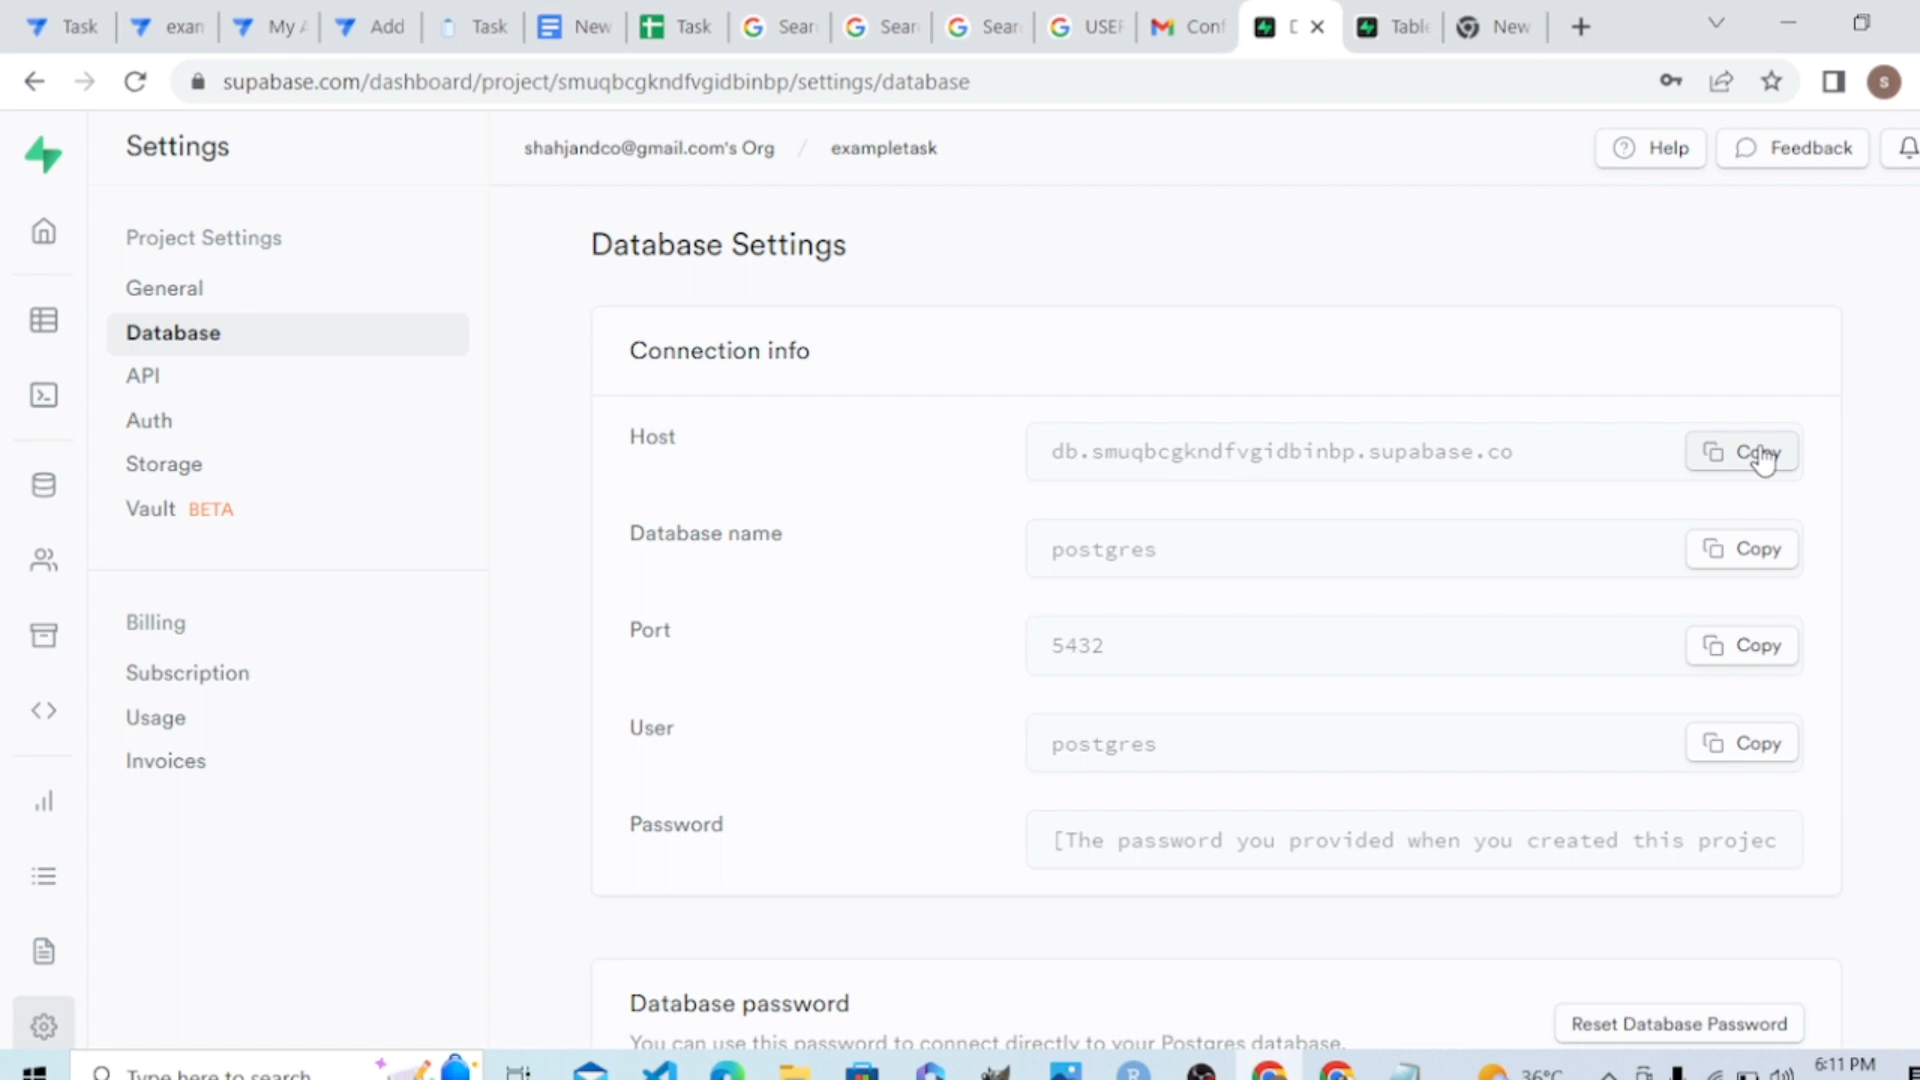 Task
exam
My A
Add
Task
New
Task
Sear
Sear
Sear
USER
Conf
Table
New
supabase.com/dashboard/project/smuqbcgkndfvgidbinbp/settings/database
S
Settings
shahjandco@gmail.com's Org / exampletask
Help
Feedback
Project Settings
General
Database
API
Auth
Storage
Vault BETA
Billing
Subscription
Usage
Invoices
Database Settings
Connection info
Host
db.smuqbcgkndfvgidbinbp.supabase.co
Copy
Database name
postgres
Copy
Port
5432
Copy
User
postgres
Copy
Password
[The password you provided when you created this projec
Database password
You can use this password to connect directly to your Postgres database.
Reset Database Password
Type here to search
R
36°C
6:11 PM